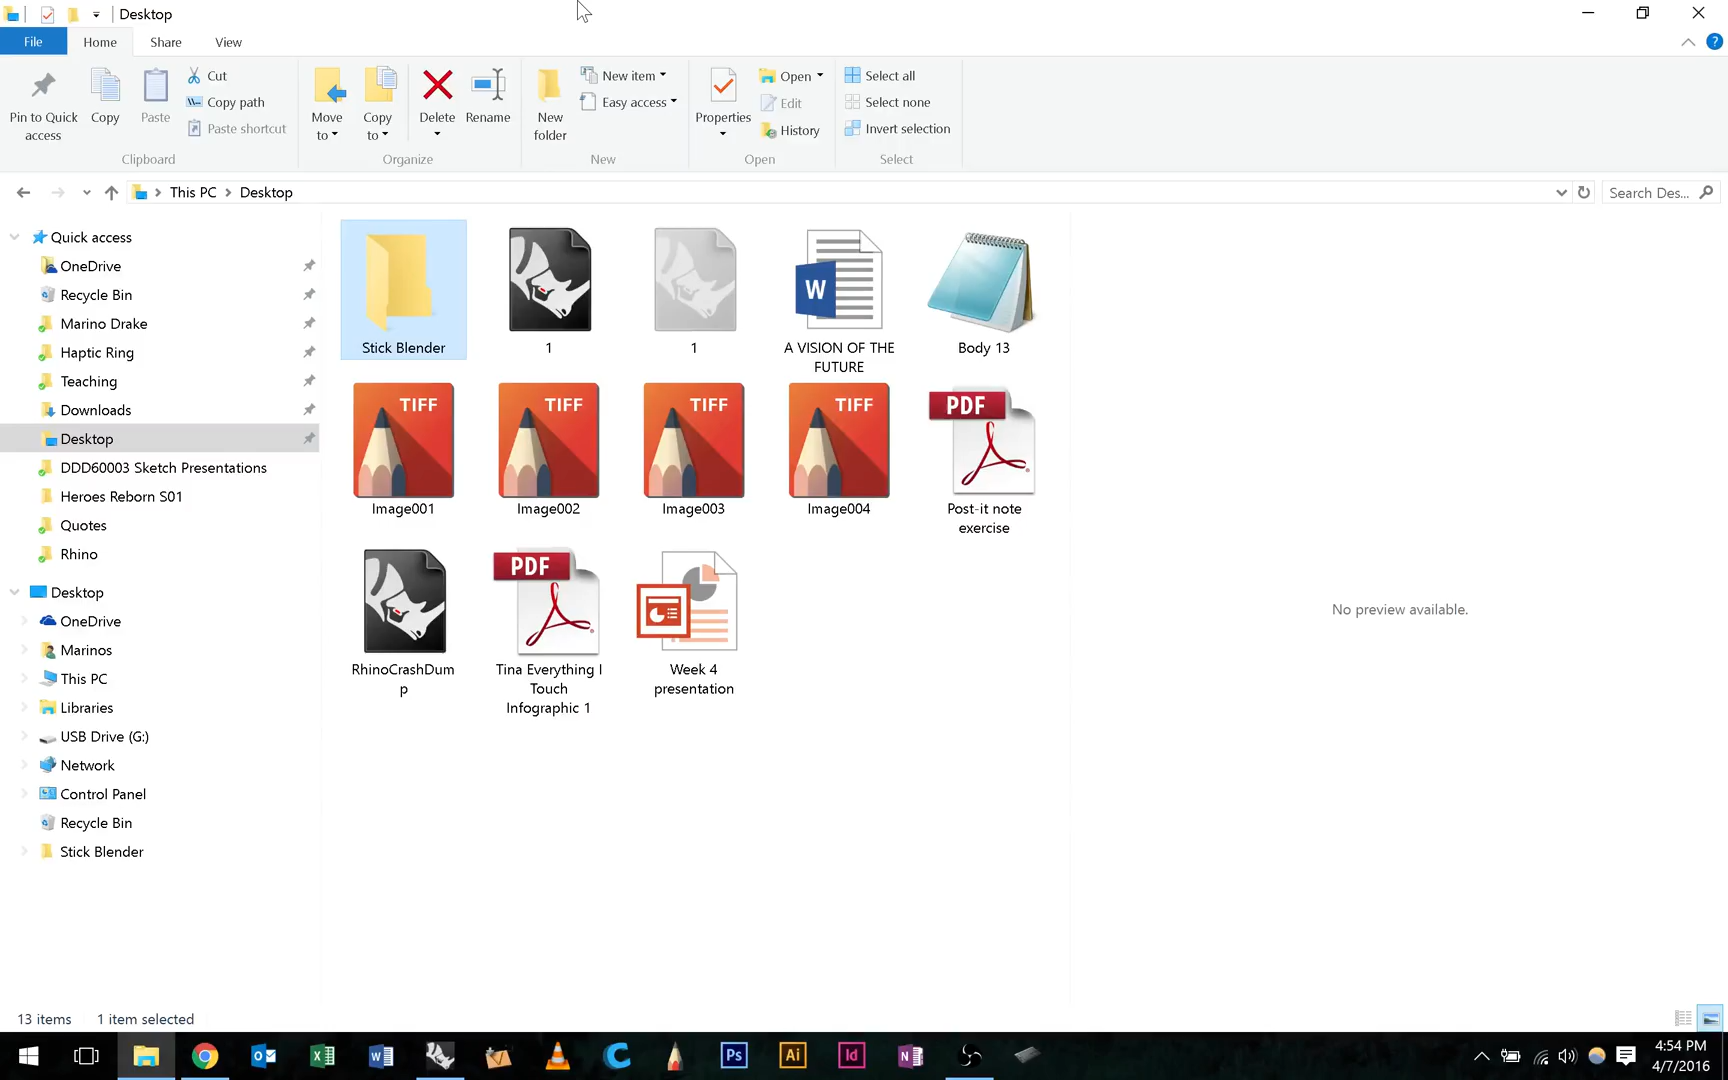 Desktop
File Home Share View
Pin to Quick access
Copy
Paste
Cut
Copy path
Paste shortcut
Clipboard
Move to
Copy to
Delete
Rename
Organize
New folder
New item
Easy access
New
Properties
Open
Edit
History
Open
Select all
Select none
Invert selection
Select
This PC > Desktop
Search Des...
Quick access
OneDrive
Recycle Bin
Marino Drake
Haptic Ring
Teaching
Downloads
Desktop
DDD60003 Sketch Presentations
Heroes Reborn S01
Quotes
Rhino
Desktop
OneDrive
Marinos
This PC
Libraries
USB Drive (G:)
Network
Control Panel
Recycle Bin
Stick Blender
Stick Blender
1
1
W
A VISION OF THE
FUTURE
Body 13
TIFF
Image001
TIFF
Image002
TIFF
Image003
TIFF
Image004
PDF
Post-it note
exercise
RhinoCrashDum
p
PDF
Tina Everything I
Touch
Infographic 1
Week 4
presentation
No preview available.
13 items 1 item selected
Ps
Ai
Id
4:54 PM
4/7/2016